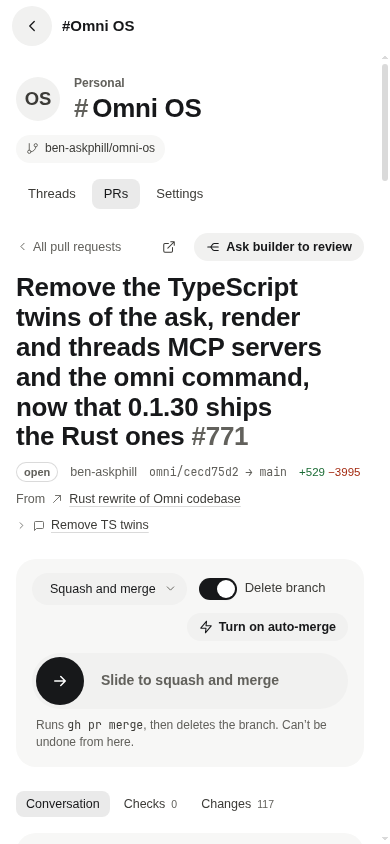 #Omni OS
Personal
OS
# Omni OS
ben-askphill/omni-os
Threads PRs Settings
All pull requests Ask builder to review
Remove the TypeScript
twins of the ask, render
and threads MCP servers
and the omni command,
now that 0.1.30 ships
the Rust ones #771
open ben-askphill omni/cecd75d2 → main +529 −3995
From Rust rewrite of Omni codebase
Remove TS twins
Squash and merge Delete branch
Turn on auto-merge
Slide to squash and merge
Runs gh pr merge, then deletes the branch. Can’t be
undone from here.
Conversation Checks 0 Changes 117